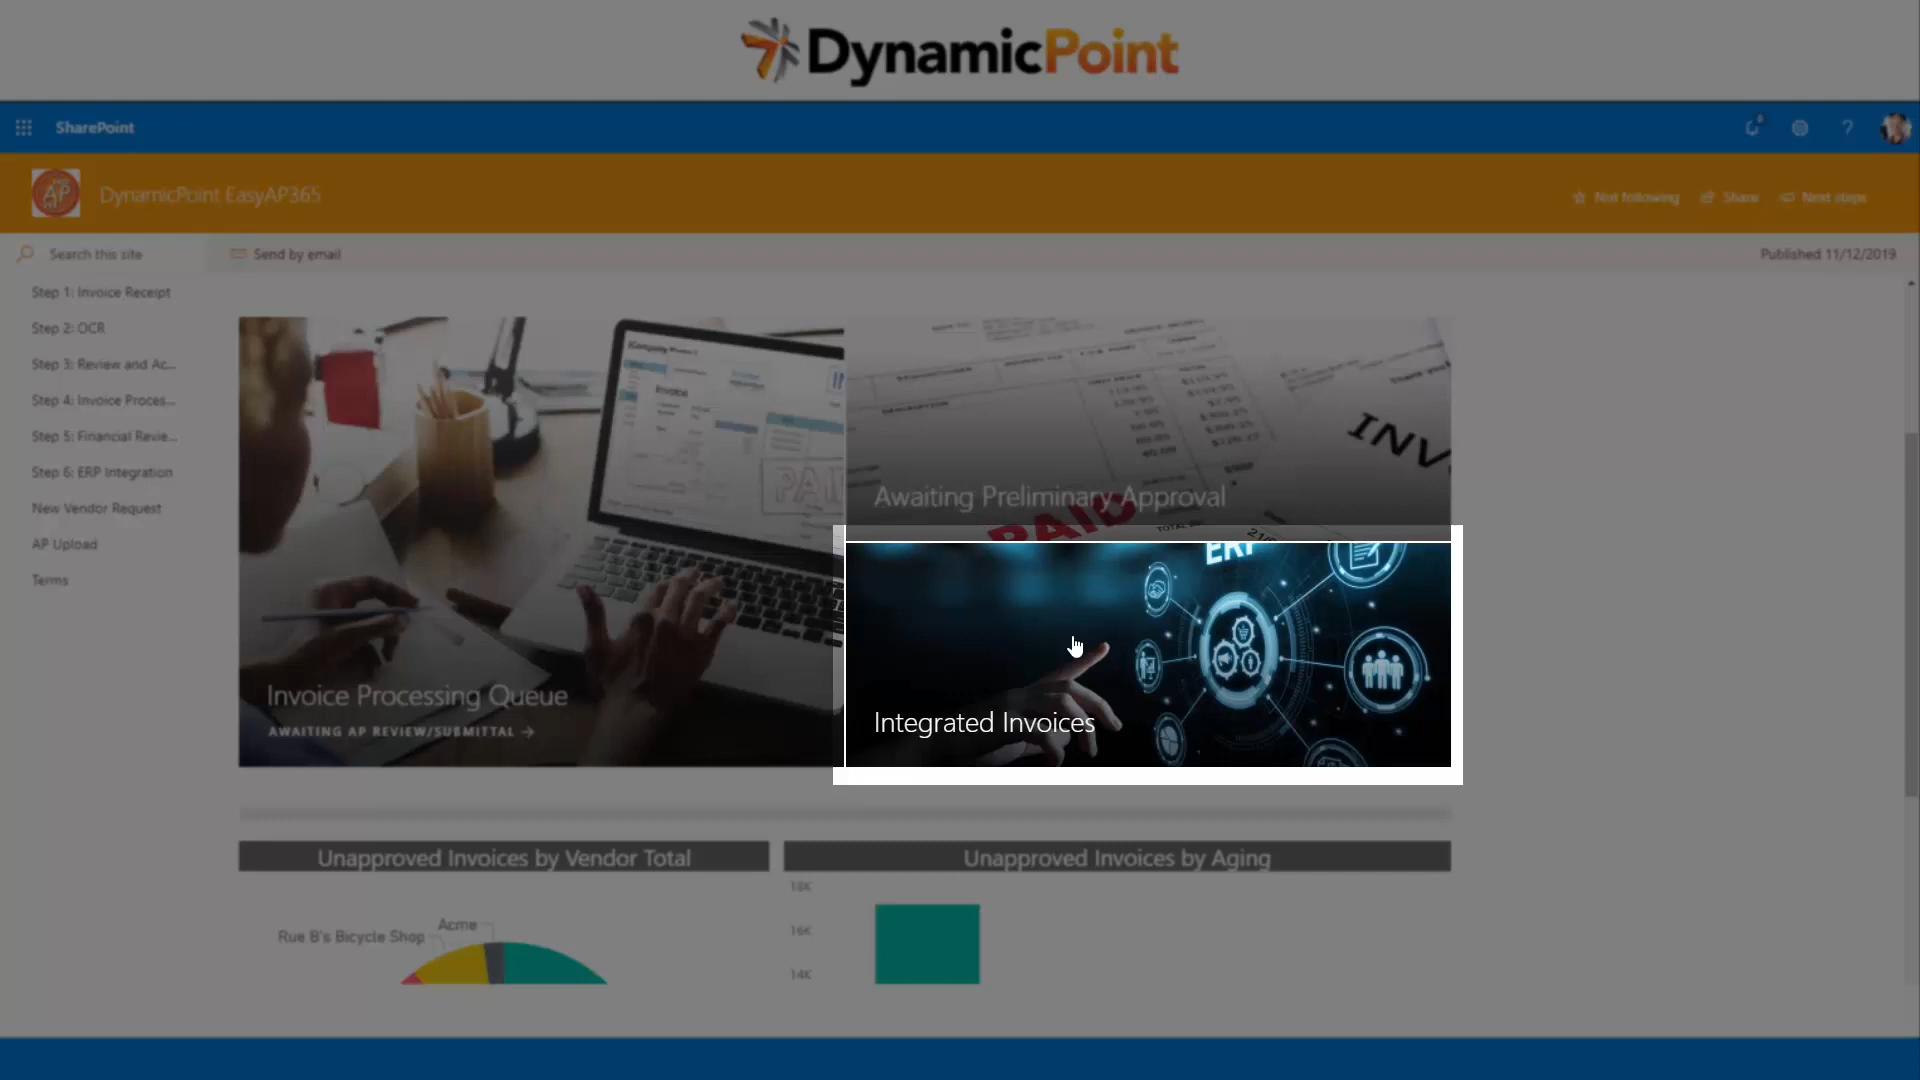 DynamicPoint
SharePoint
DynamicPoint EasyAP365
Not following
Share
Next steps
Search this site
Send by email
Published 11/12/2019
Step 1: Invoice Receipt
Step 2: OCR
Step 3: Review and Ac...
Step 4: Invoice Proces...
Step 5: Financial Revie...
Step 6: ERP Integration
New Vendor Request
AP Upload
Terms
Invoice
PAID
INV
Awaiting Preliminary Approval
PAID
ERP
Invoice Processing Queue
AWAITING AP REVIEW/SUBMITTAL →
Integrated Invoices
Unapproved Invoices by Vendor Total
Unapproved Invoices by Aging
Rue B's Bicycle Shop
Acme
18K
16K
14K